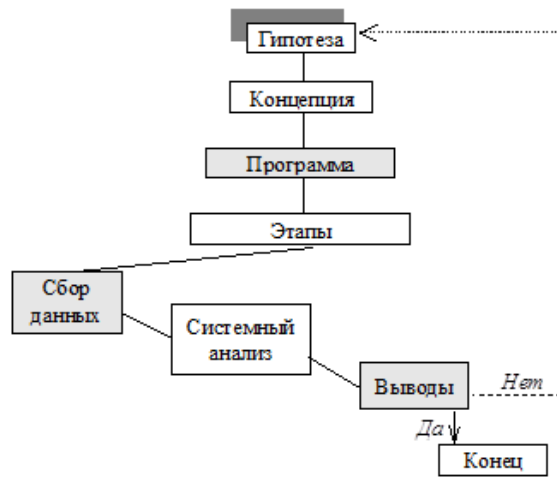 Гипотеза
Концепция
Программа
Этапы
Сбор
данных
Системный
анализ
Выводы
Нет
Да
Конец